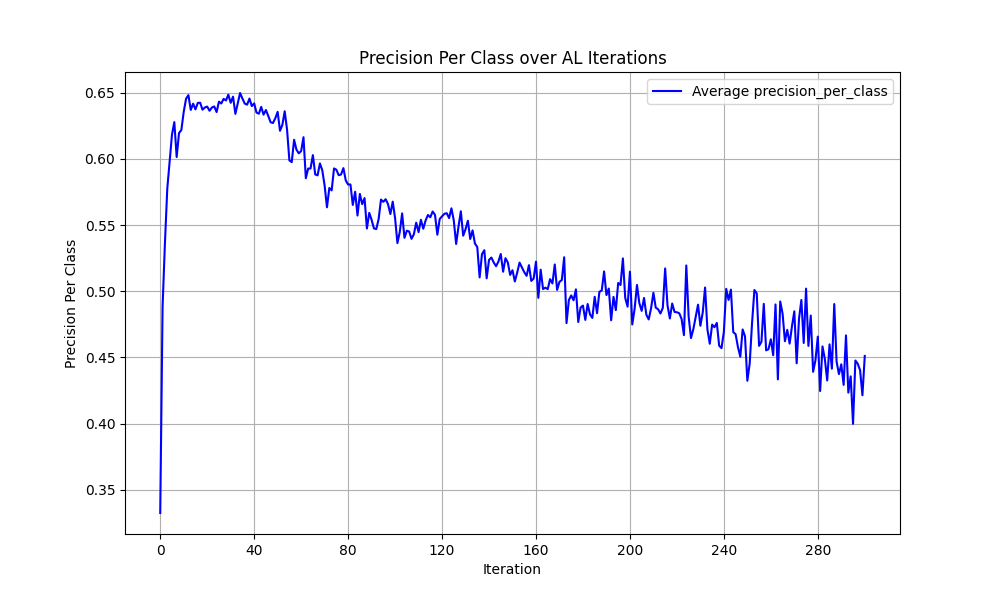 Precision Per Class over AL Iterations
Average precision_per_class
Precision Per Class
0.65
0.60
0.55
0.50
0.45
0.40
0.35
0 40 80 120 160 200 240 280
Iteration